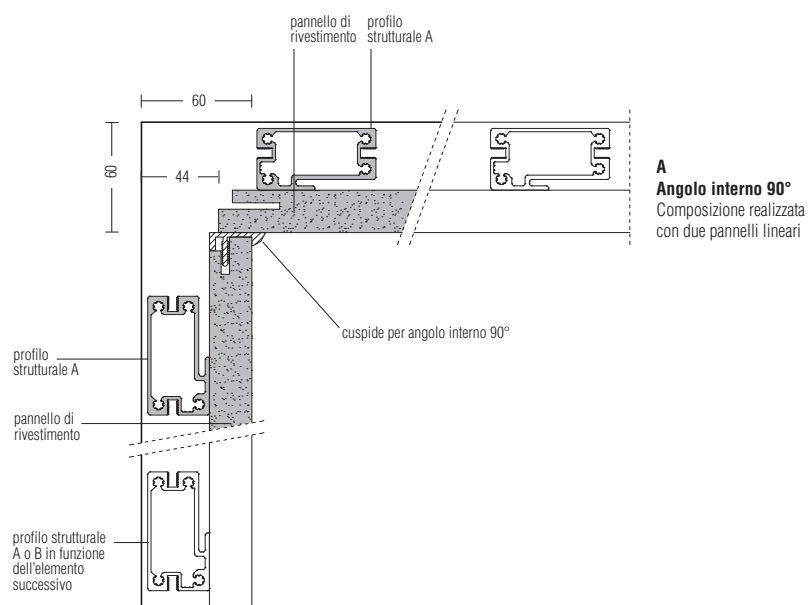 pannello di
rivestimento
profilo
strutturale A
60
60
44
A
Angolo interno 90°
Composizione realizzata
con due pannelli lineari
cuspide per angolo interno 90°
profilo
strutturale A
pannello di
rivestimento
profilo strutturale
A o B in funzione
dell'elemento
successivo